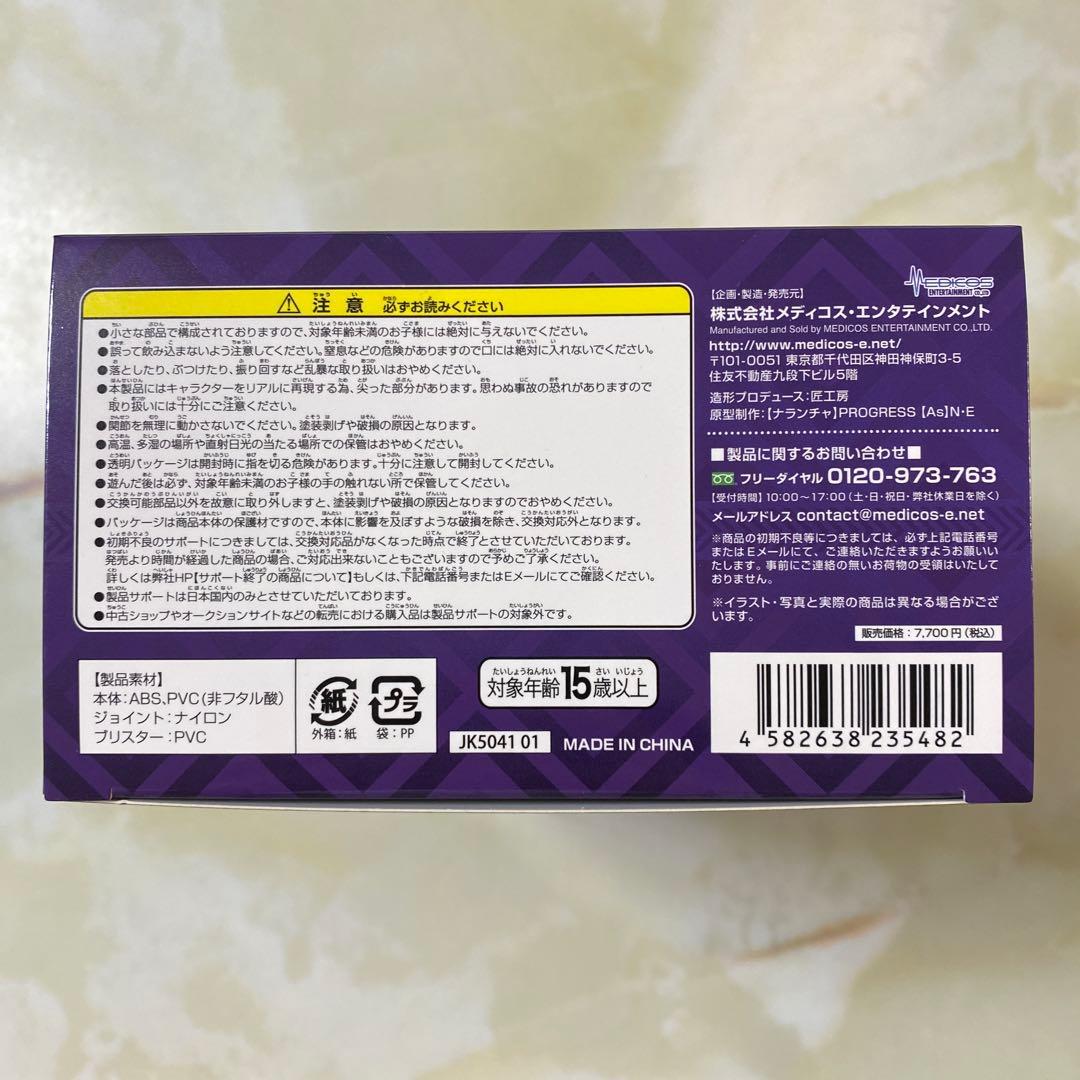 ⚠ 注意 必ずお読みください
●小さな部品で構成されておりますので、対象年齢未満のお子様には絶対に与えないでください。
●誤って飲み込まないよう注意してください。窒息などの危険がありますので口には絶対に入れないでください。
●落としたり、ぶつけたり、振り回すなど乱暴な取り扱いはおやめください。
●本製品にはキャラクターをリアルに再現する為、尖った部分があります。思わぬ事故の恐れがありますので
取り扱いには十分にご注意ください。
●関節を無理に動かさないでください。塗装剥げや破損の原因となります。
●高温、多湿の場所や直射日光の当たる場所での保管はおやめください。
●透明パッケージは開封時に指を切る危険があります。十分に注意して開封してください。
●遊んだ後は必ず、対象年齢未満のお子様の手の触れない所で保管してください。
●交換可能部品以外を故意に取り外しますと、塗装剥げや破損の原因となりますのでおやめください。
●パッケージは商品本体の保護材ですので、本体に影響を及ぼすような破損を除き、交換対応外となります。
●初期不良のサポートにつきましては、交換対応品がなくなった時点で終了とさせていただいております。
発売より時間が経過した商品の場合、ご対応出来ないこともございますので予めご了承ください。
詳しくは弊社HP【サポート終了の商品について】もしくは、下記電話番号またはEメールにてご確認ください。
●製品サポートは日本国内のみとさせていただいております。
●中古ショップやオークションサイトなどの転売における購入品は製品サポートの対象外です。
MEDICOS
ENTERTAINMENT
【企画・製造・発売元】
株式会社メディコス・エンタテインメント
Manufactured and Sold by MEDICOS ENTERTAINMENT CO.,LTD.
http://www.medicos-e.net/
〒101-0051 東京都千代田区神田神保町3-5
住友不動産九段下ビル5階
造形プロデュース:匠工房
原型制作:【ナランチャ】PROGRESS【As】N・E
■製品に関するお問い合わせ■
フリーダイヤル 0120-973-763
【受付時間】10:00〜17:00(土・日・祝日・弊社休業日を除く)
メールアドレス contact@medicos-e.net
※商品の初期不良等につきましては、必ず上記電話番号
またはEメールにて、ご連絡いただきますようお願いい
たします。事前にご連絡の無いお荷物の受領はいたして
おりません。
※イラスト・写真と実際の商品は異なる場合がござ
います。
販売価格:7,700円(税込)
【製品素材】
本体:ABS、PVC(非フタル酸)
ジョイント:ナイロン
ブリスター:PVC
紙
外箱:紙
プラ
袋:PP
たいしょうねんれい さい いじょう
対象年齢15歳以上
JK5041 01
MADE IN CHINA
4 582638 235482